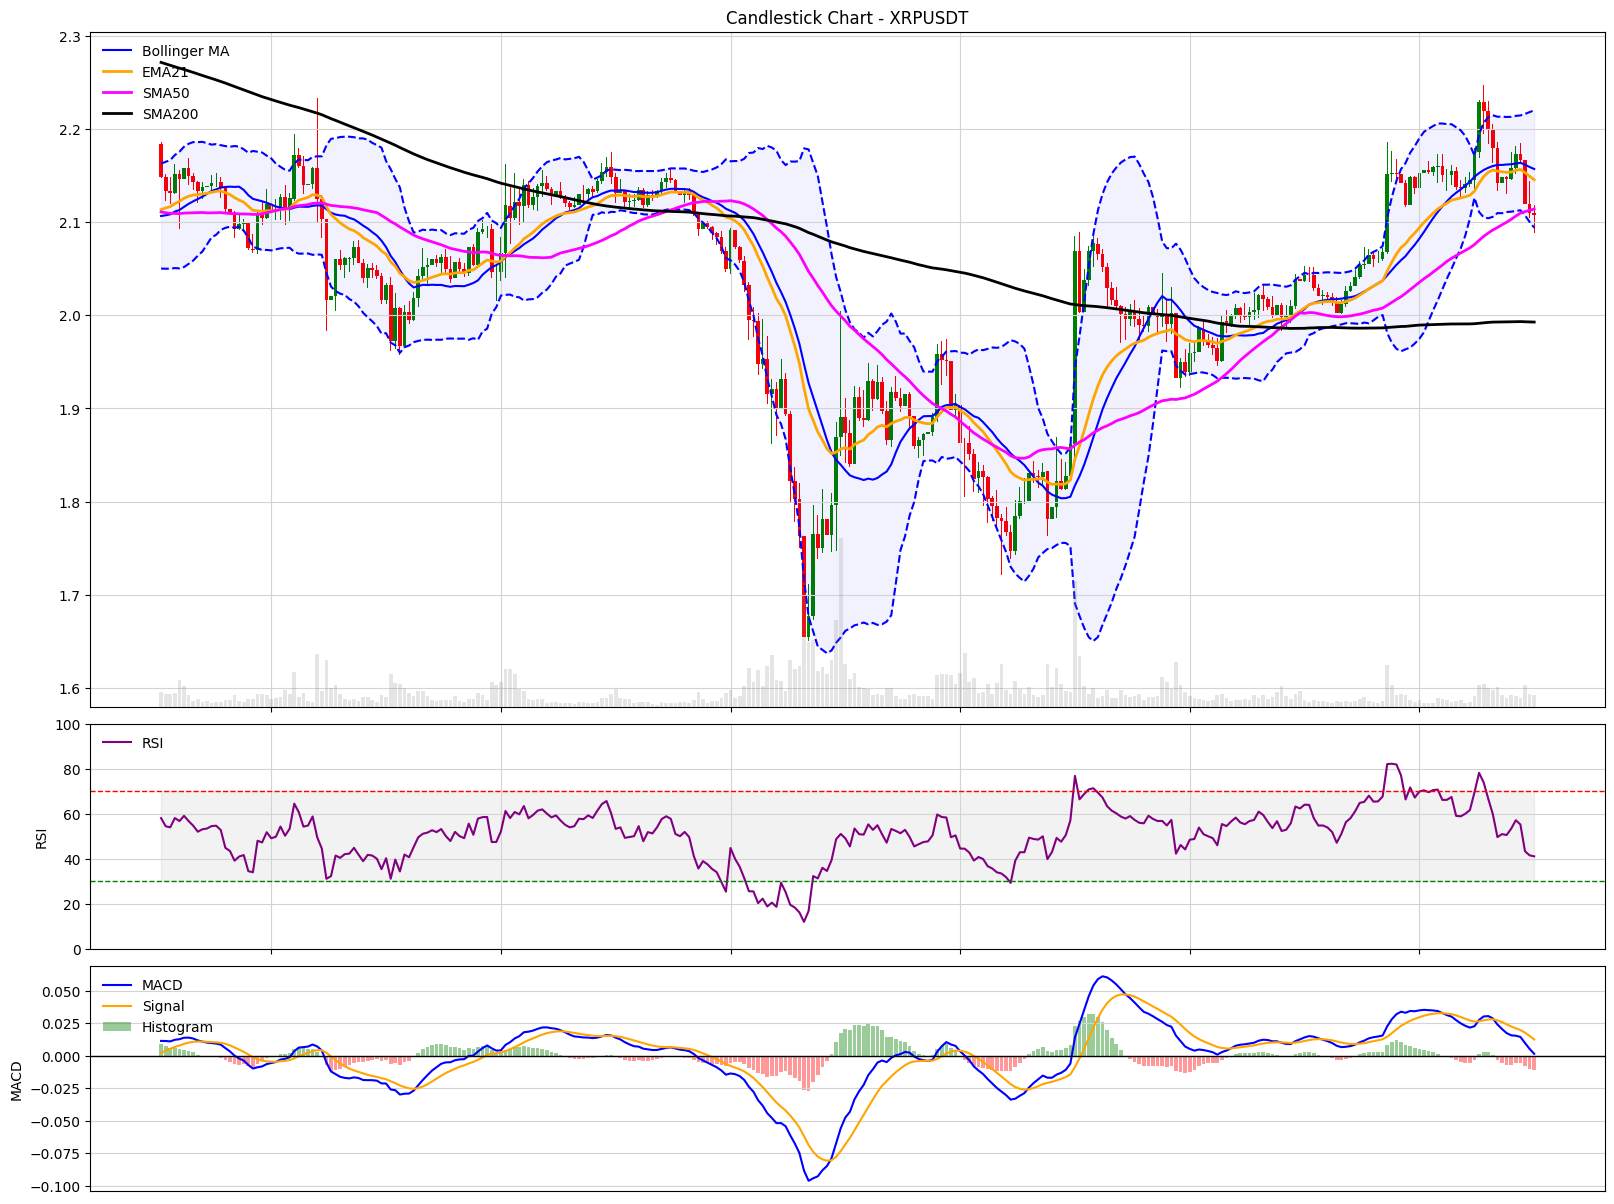 Candlestick Chart - XRPUSDT
2.3
2.2
2.1
2.0
1.9
1.8
1.7
1.6
Bollinger MA
EMA21
SMA50
SMA200
100
80
60
40
20
0
RSI
RSI
0.050
0.025
0.000
−0.025
−0.050
−0.075
−0.100
MACD
MACD
Signal
Histogram